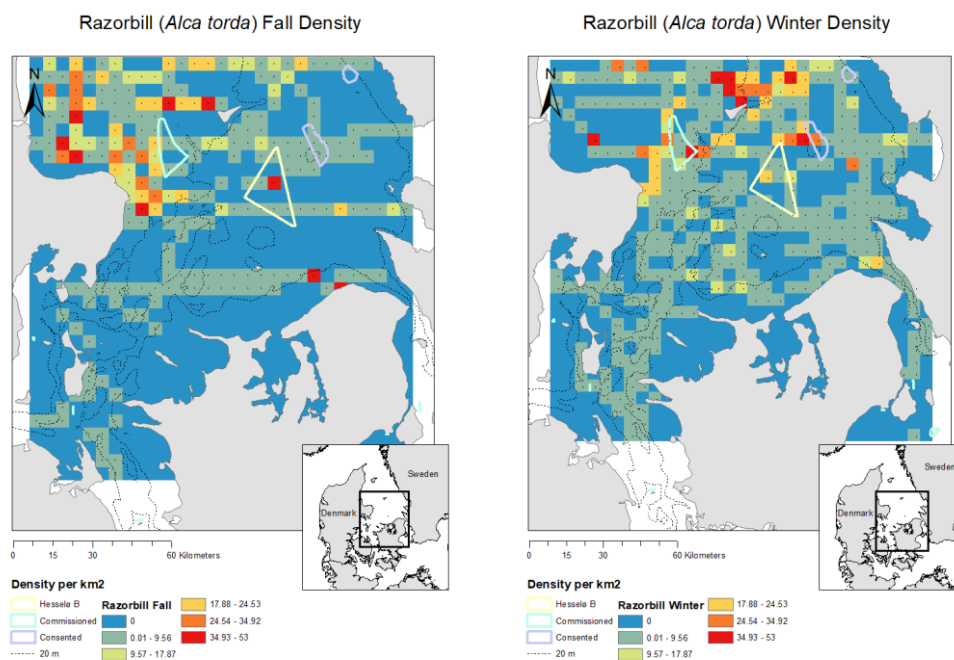 Razorbill (Alca torda) Fall Density
N
Sweden
Denmark
0 15 30 60 Kilometers
Density per km2
Hesselø B
Commissioned
Consented
20 m
Razorbill Fall
0
0.01 - 9.56
9.57 - 17.87
17.88 - 24.53
24.54 - 34.92
34.93 - 53
Razorbill (Alca torda) Winter Density
N
Sweden
Denmark
0 15 30 60 Kilometers
Density per km2
Hesselø B
Commissioned
Consented
20 m
Razorbill Winter
0
0.01 - 9.56
9.57 - 17.87
17.88 - 24.53
24.54 - 34.92
34.93 - 53